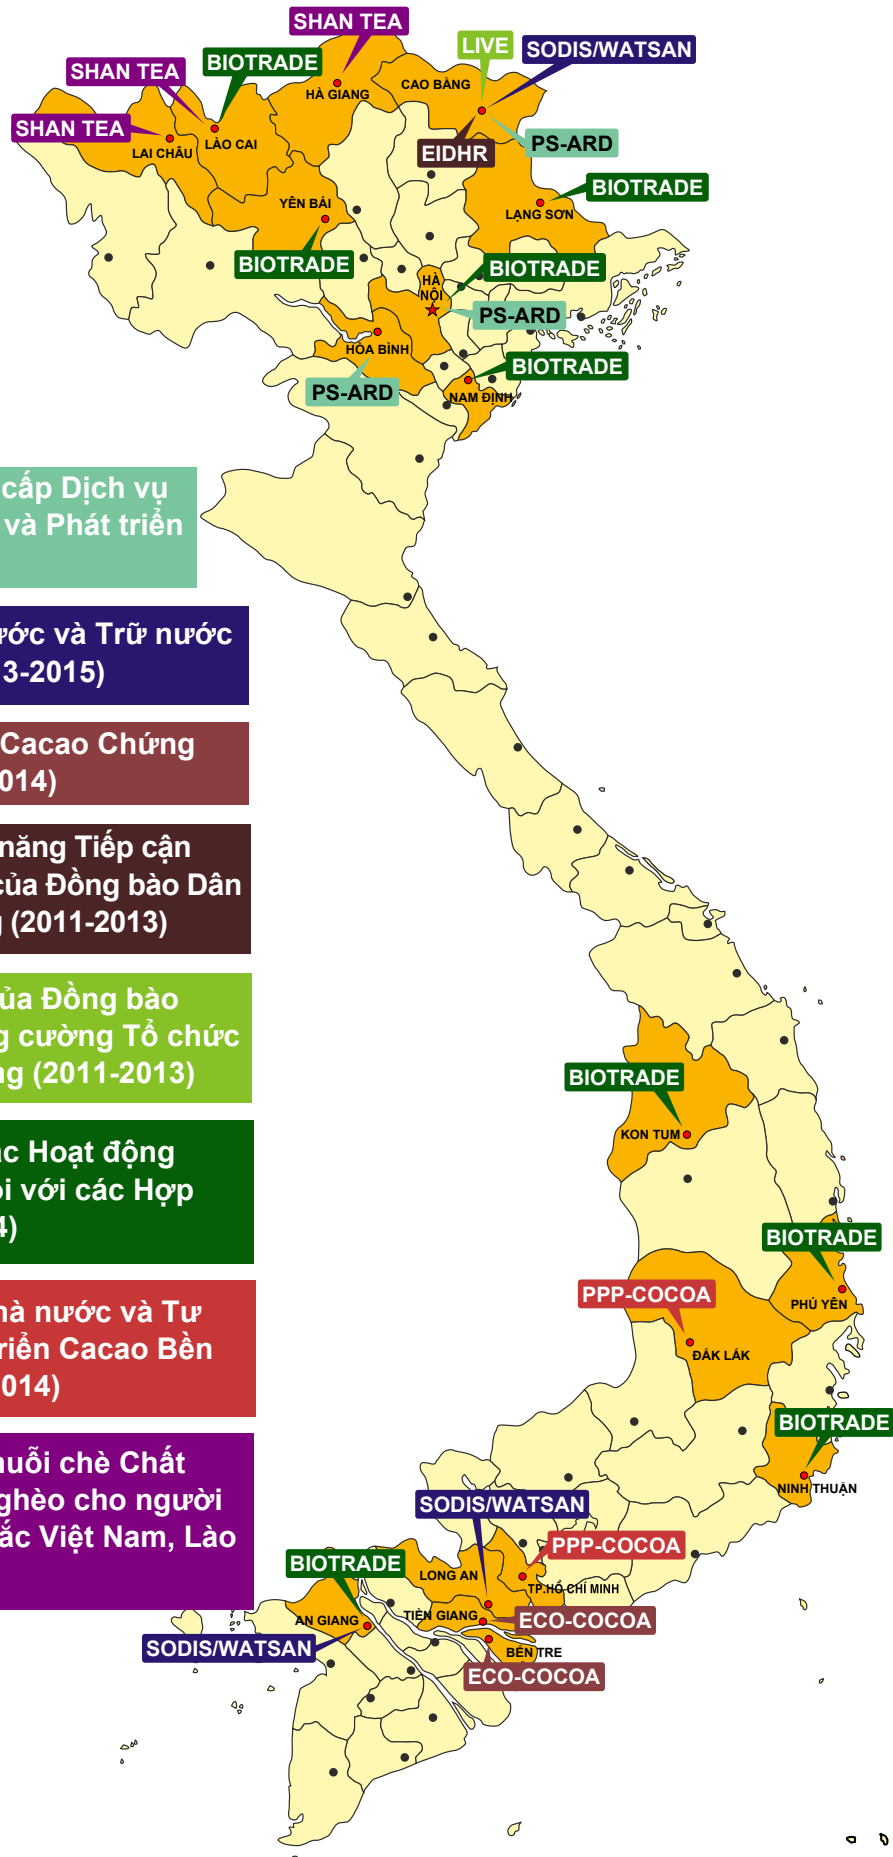 SHAN TEA
LIVE
SODIS/WATSAN
BIOTRADE
SHAN TEA
CAO BẰNG
HÀ GIANG
SHAN TEA
PS-ARD
LÀO CAI
LAI CHÂU
EIDHR
BIOTRADE
YÊN BÁI
LẠNG SƠN
BIOTRADE
BIOTRADE
HÀ
NỘI
PS-ARD
HÒA BÌNH
BIOTRADE
PS-ARD
NAM ĐỊNH
cấp Dịch vụ
và Phát triển
ước và Trữ nước
3-2015)
Cacao Chứng
014)
năng Tiếp cận
của Đồng bào Dân
g (2011-2013)
ủa Đồng bào
g cường Tổ chức
ng (2011-2013)
BIOTRADE
KON TUM
ác Hoạt động
ồi với các Hợp
4)
BIOTRADE
PHÚ YÊN
PPP-COCOA
ĐẮK LẮK
hà nước và Tư
riển Cacao Bền
014)
BIOTRADE
NINH THUẬN
huỗi chè Chất
ghèo cho người
ắc Việt Nam, Lào
SODIS/WATSAN
PPP-COCOA
BIOTRADE
LONG AN
TP.HỒ CHÍ MINH
TIỀN GIANG
ECO-COCOA
AN GIANG
SODIS/WATSAN
BẾN TRE
ECO-COCOA